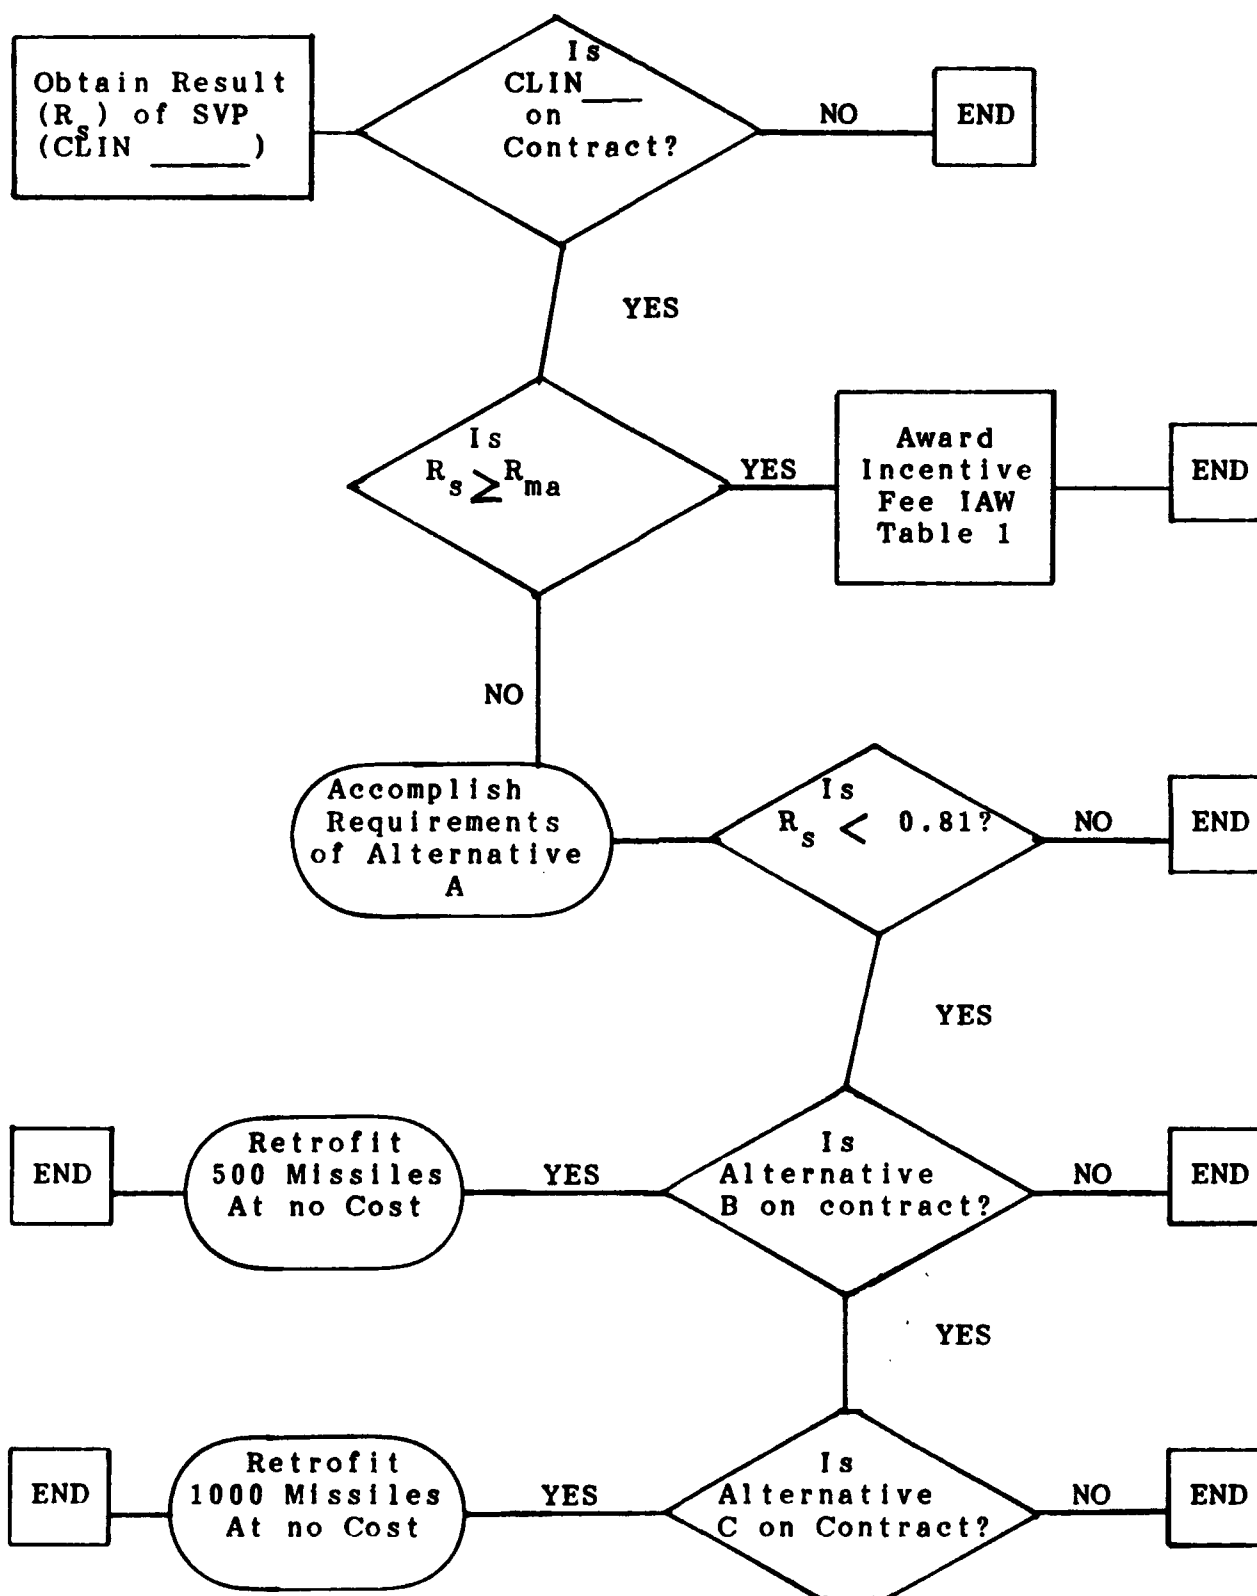 Obtain Result
(Rs) of SVP
(CLIN ______)
Is
CLIN___
on
Contract?
NO
END
YES
Is
Rs ≥ Rma
YES
Award
Incentive
Fee IAW
Table 1
END
NO
Accomplish
Requirements
of Alternative
A
Is
Rs < 0.81?
NO
END
YES
END
Retrofit
500 Missiles
At no Cost
YES
Is
Alternative
B on contract?
NO
END
YES
END
Retrofit
1000 Missiles
At no Cost
YES
Is
Alternative
C on Contract?
NO
END